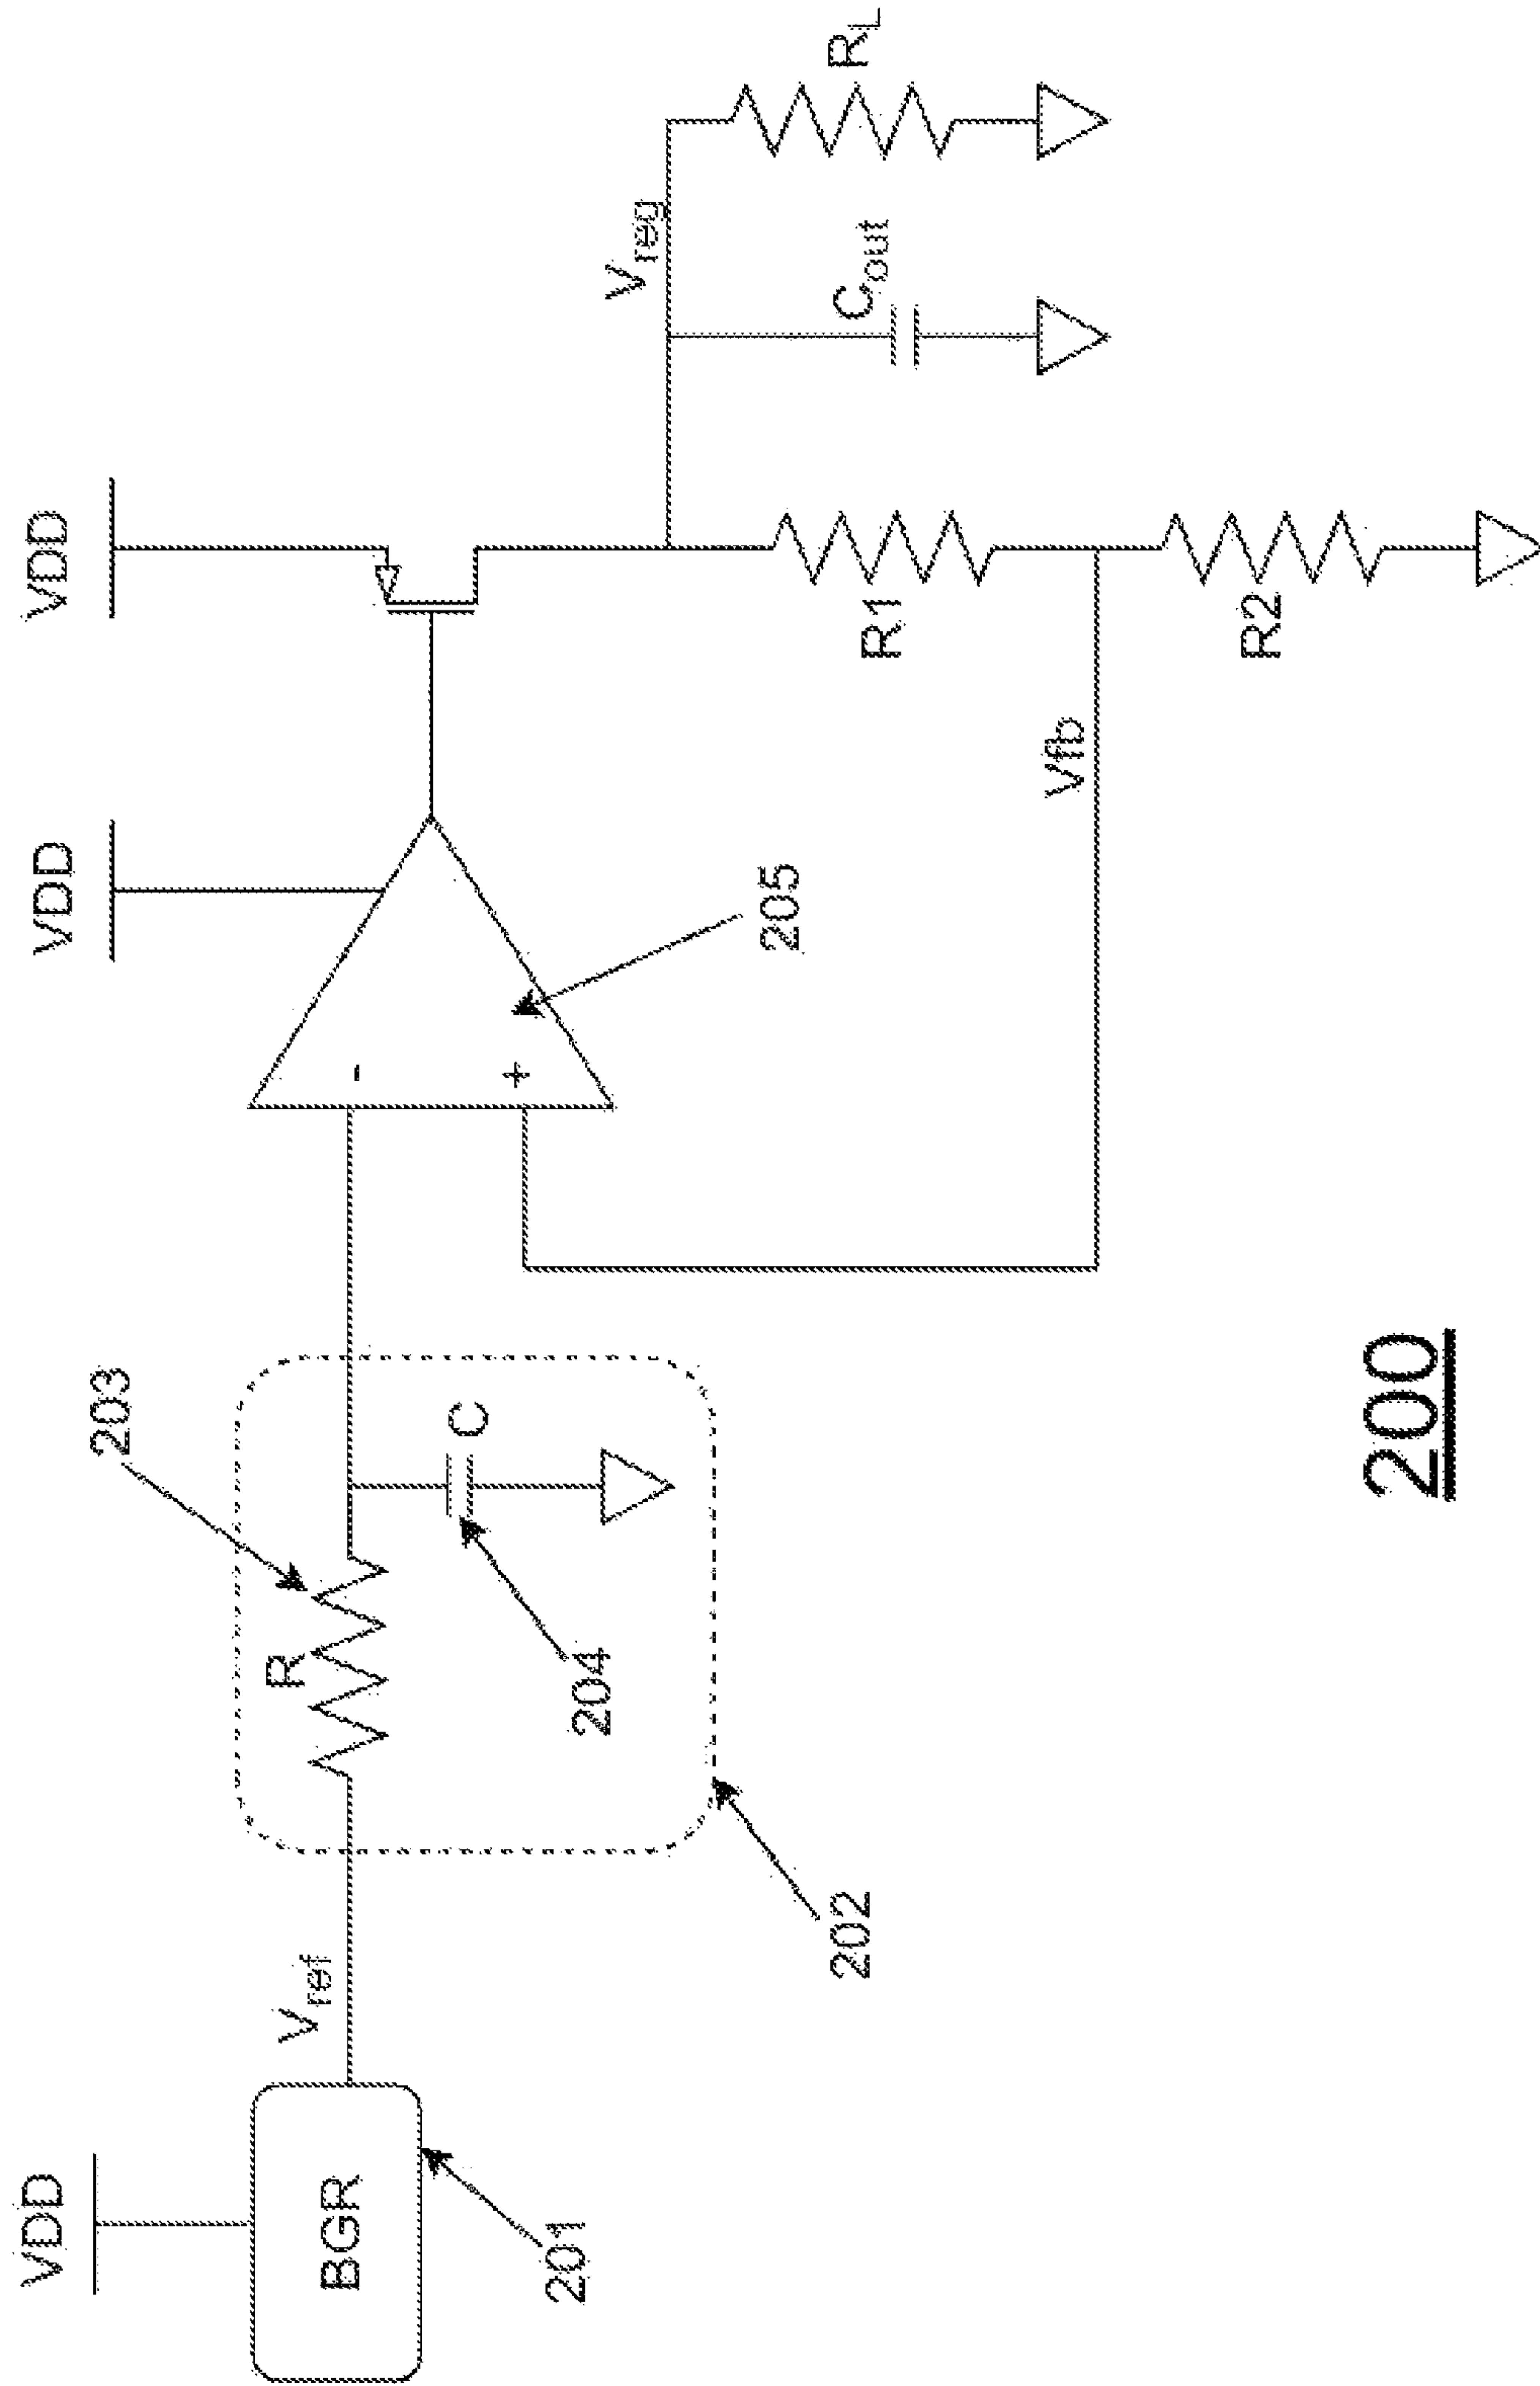 VDD
VDD
VDD
BGR
201
Vref
202
R
203
204
C
-
+
205
Vfb
R1
R2
Vreg
Cout
RL
200